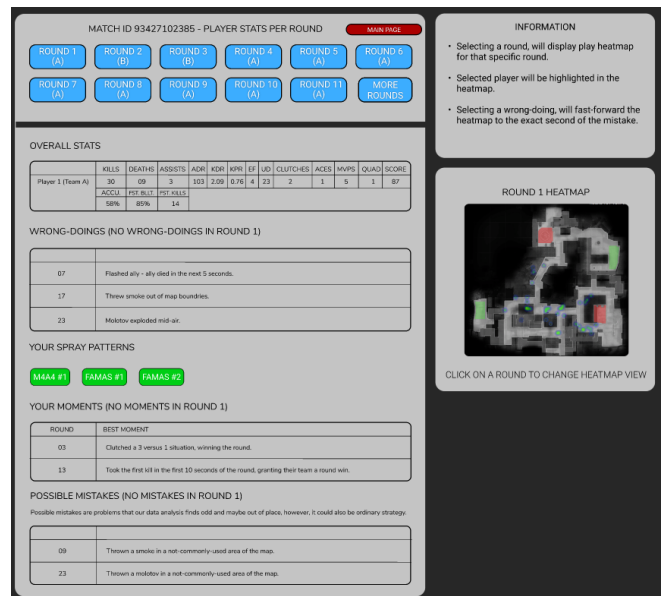 MATCH ID 93427102385 - PLAYER STATS PER ROUND
MAIN PAGE
ROUND 1 (A)
ROUND 2 (B)
ROUND 3 (B)
ROUND 4 (A)
ROUND 5 (A)
ROUND 6 (A)
ROUND 7 (A)
ROUND 8 (A)
ROUND 9 (A)
ROUND 10 (A)
ROUND 11 (A)
MORE ROUNDS
OVERALL STATS
KILLS DEATHS ASSISTS ADR KDR KPR EF UD CLUTCHES ACES MVPS QUAD SCORE
Player 1 (Team A) 30 09 3 103 2.09 0.76 4 23 2 1 5 1 87
ACCU. FST. BLLT. FST. KILLS
58% 85% 14
WRONG-DOINGS (NO WRONG-DOINGS IN ROUND 1)
07 Flashed ally - ally died in the next 5 seconds.
17 Threw smoke out of map boundries.
23 Molotov exploded mid-air.
YOUR SPRAY PATTERNS
M4A4 #1 FAMAS #1 FAMAS #2
YOUR MOMENTS (NO MOMENTS IN ROUND 1)
ROUND BEST MOMENT
03 Clutched a 3 versus 1 situation, winning the round.
13 Took the first kill in the first 10 seconds of the round, granting their team a round win.
POSSIBLE MISTAKES (NO MISTAKES IN ROUND 1)
Possible mistakes are problems that our data analysis finds odd and maybe out of place, however, it could also be ordinary strategy.
09 Thrown a smoke in a not-commonly-used area of the map.
23 Thrown a molotov in a not-commonly-used area of the map.
INFORMATION
• Selecting a round, will display play heatmap
for that specific round.
• Selected player will be highlighted in the
heatmap.
• Selecting a wrong-doing, will fast-forward the
heatmap to the exact second of the mistake.
ROUND 1 HEATMAP
CLICK ON A ROUND TO CHANGE HEATMAP VIEW